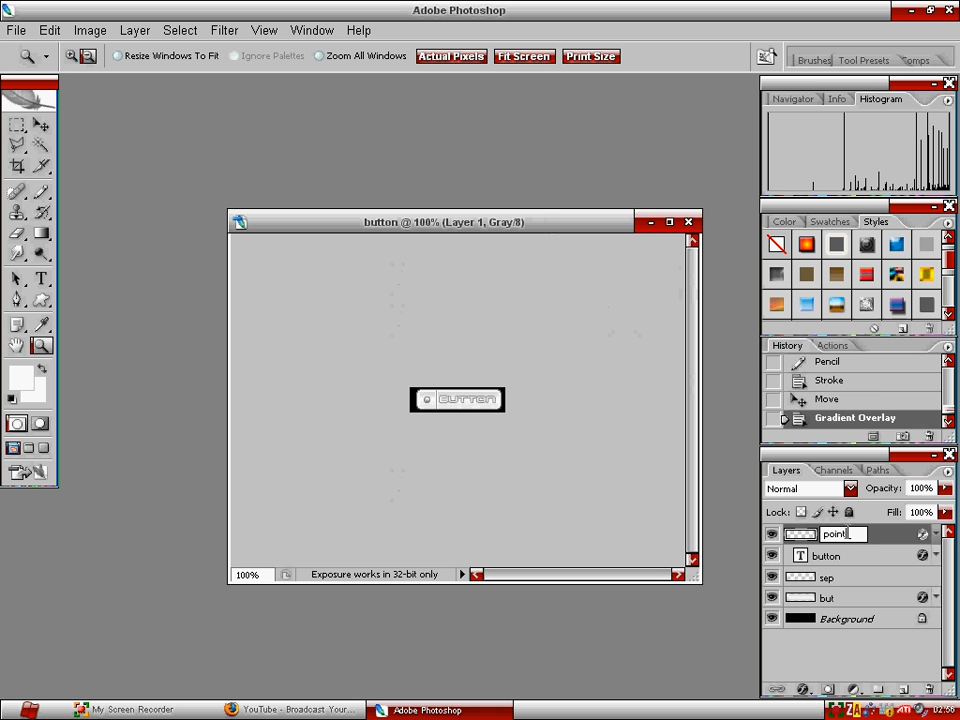 Adobe Photoshop
File Edit Image Layer Select Filter View Window Help
Resize Windows To Fit Ignore Palettes Zoom All Windows Actual Pixels Fit Screen Print Size
Brushes Tool Presets Comps
Navigator Info Histogram
button @ 100% (Layer 1, Gray/8)
Color Swatches Styles
BUTTON
History Actions
Pencil
Stroke
Move
Gradient Overlay
Layers Channels Paths
Normal Opacity: 100%
Lock: Fill: 100%
point
T button
sep
but
Background
100% Exposure works in 32-bit only
My Screen Recorder YouTube - Broadcast Your... Adobe Photoshop
ZA ATI 02:56